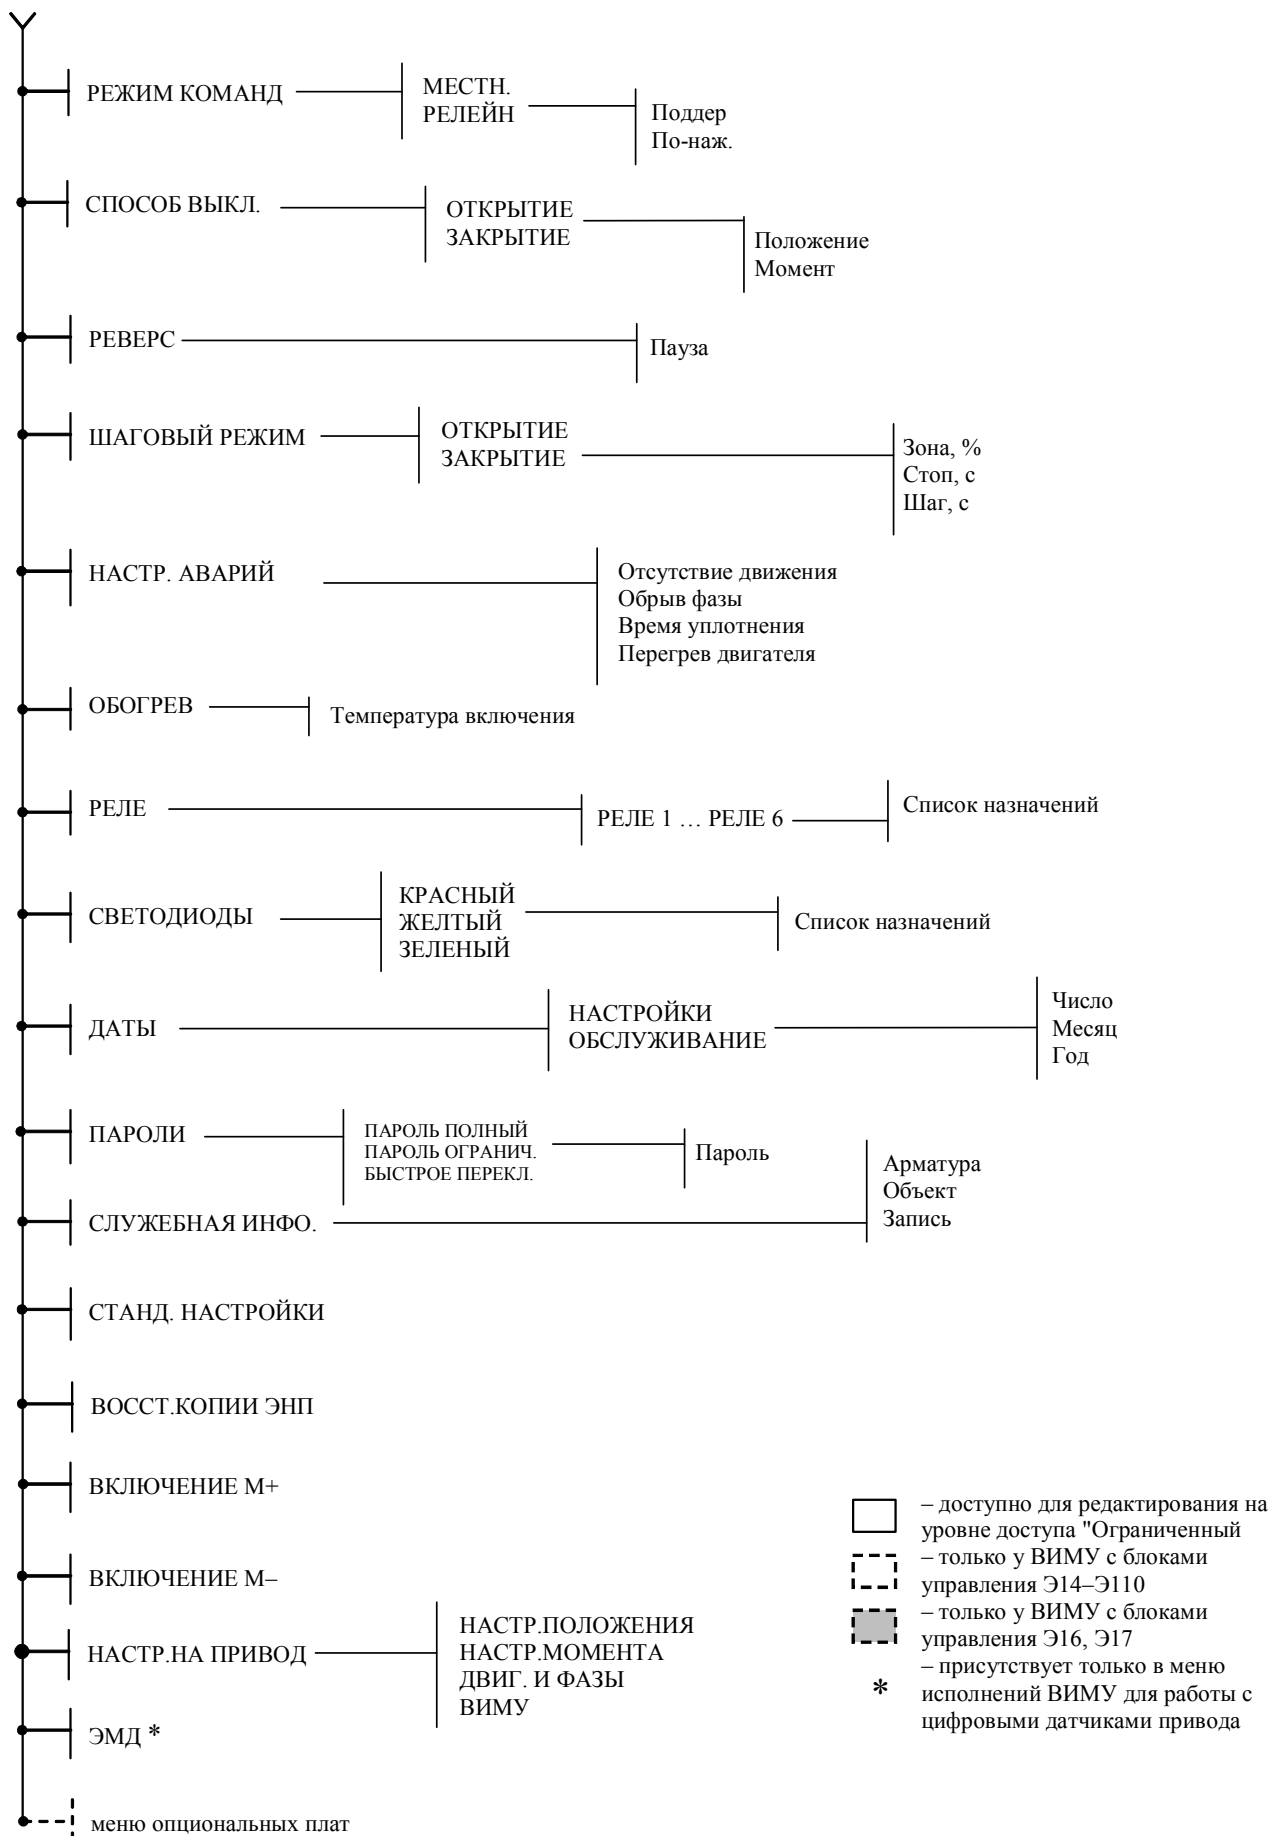 РЕЖИМ КОМАНД
МЕСТН.
РЕЛЕЙН
Поддер
По-наж.
СПОСОБ ВЫКЛ.
ОТКРЫТИЕ
ЗАКРЫТИЕ
Положение
Момент
РЕВЕРС
Пауза
ШАГОВЫЙ РЕЖИМ
ОТКРЫТИЕ
ЗАКРЫТИЕ
Зона, %
Стоп, с
Шаг, с
НАСТР. АВАРИЙ
Отсутствие движения
Обрыв фазы
Время уплотнения
Перегрев двигателя
ОБОГРЕВ
Температура включения
РЕЛЕ
РЕЛЕ 1 … РЕЛЕ 6
Список назначений
СВЕТОДИОДЫ
КРАСНЫЙ
ЖЕЛТЫЙ
ЗЕЛЕНЫЙ
Список назначений
ДАТЫ
НАСТРОЙКИ
ОБСЛУЖИВАНИЕ
Число
Месяц
Год
ПАРОЛИ
ПАРОЛЬ ПОЛНЫЙ
ПАРОЛЬ ОГРАНИЧ.
БЫСТРОЕ ПЕРЕКЛ.
Пароль
СЛУЖЕБНАЯ ИНФО.
Арматура
Объект
Запись
СТАНД. НАСТРОЙКИ
ВОССТ.КОПИИ ЭНП
ВКЛЮЧЕНИЕ М+
ВКЛЮЧЕНИЕ М–
НАСТР.НА ПРИВОД
НАСТР.ПОЛОЖЕНИЯ
НАСТР.МОМЕНТА
ДВИГ. И ФАЗЫ
ВИМУ
ЭМД *
меню опциональных плат
– доступно для редактирования на
уровне доступа "Ограниченный
– только у ВИМУ с блоками
управления Э14–Э110
– только у ВИМУ с блоками
управления Э16, Э17
* – присутствует только в меню
исполнений ВИМУ для работы с
цифровыми датчиками привода